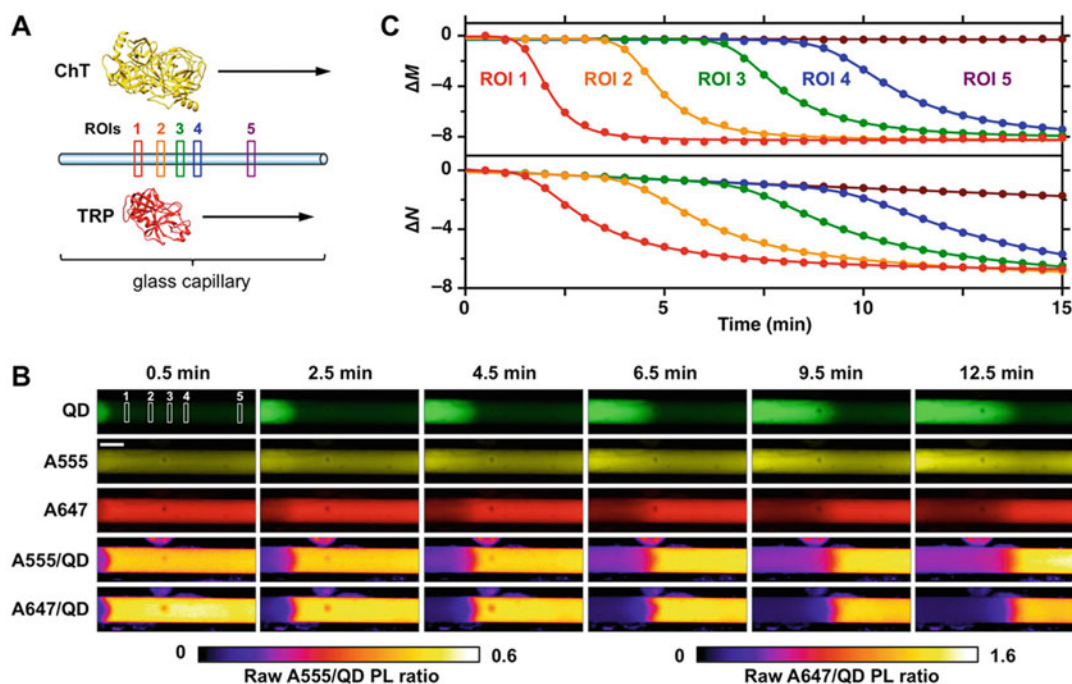 A
ChT
ROIs 1 2 3 4 5
TRP
glass capillary
C
0
−4
−8
ΔM
ROI 1 ROI 2 ROI 3 ROI 4 ROI 5
0
−4
−8
ΔN
0 5 10 15
Time (min)
B
0.5 min 2.5 min 4.5 min 6.5 min 9.5 min 12.5 min
QD
1 2 3 4 5
A555
A647
A555/QD
A647/QD
0 0.6
Raw A555/QD PL ratio
0 1.6
Raw A647/QD PL ratio